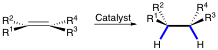 R² R⁴ Catalyst R² R⁴
R¹ R³ R¹ R³
H H